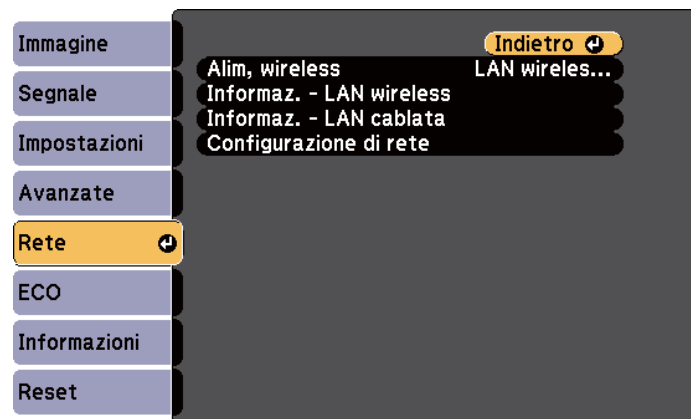 Immagine
Segnale
Impostazioni
Avanzate
Rete
ECO
Informazioni
Reset
Indietro
Alim, wireless LAN wireles...
Informaz. - LAN wireless
Informaz. - LAN cablata
Configurazione di rete